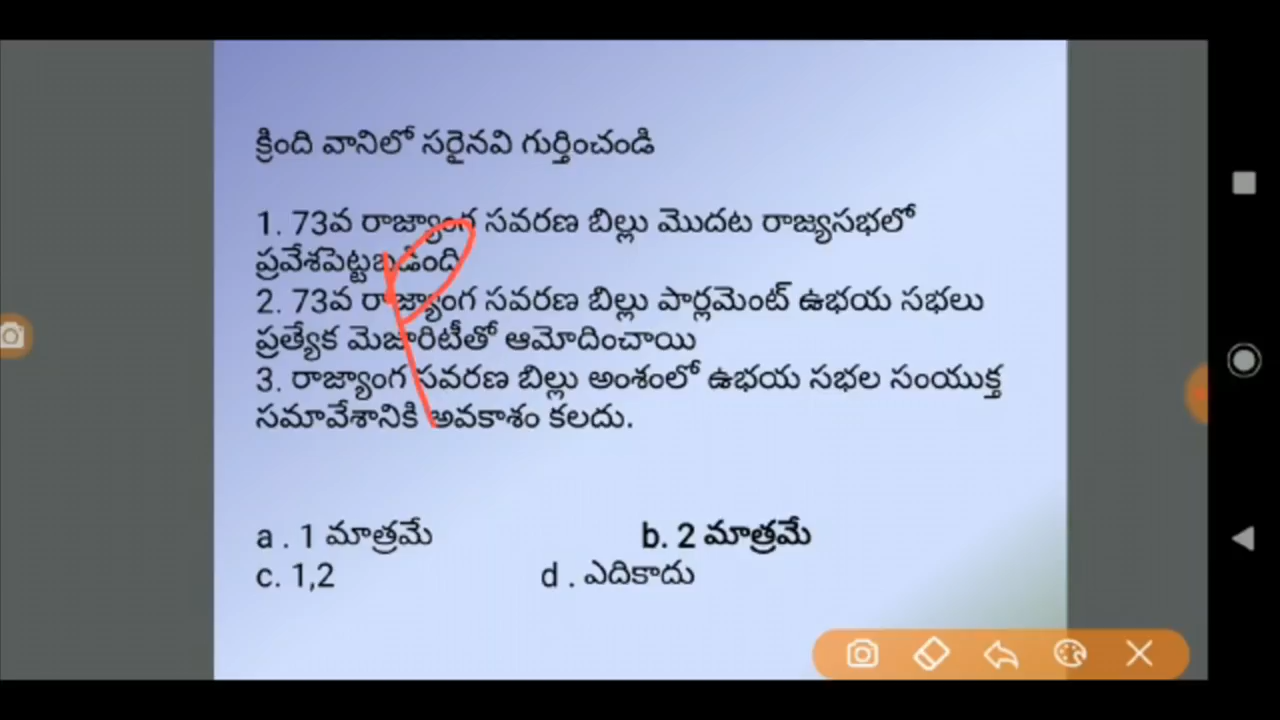 క్రింది వానిలో సరైనవి గుర్తించండి
1. 73వ రాజ్యాంగ సవరణ బిల్లు మొదట రాజ్యసభలో
ప్రవేశపెట్టబడింది
2. 73వ రాజ్యాంగ సవరణ బిల్లు పార్లమెంట్ ఉభయ సభలు
ప్రత్యేక మెజారిటీతో ఆమోదించాయి
3. రాజ్యాంగ సవరణ బిల్లు అంశంలో ఉభయ సభల సంయుక్త
సమావేశానికి అవకాశం కలదు.
a . 1 మాత్రమే b. 2 మాత్రమే
c. 1,2 d . ఎదికాదు